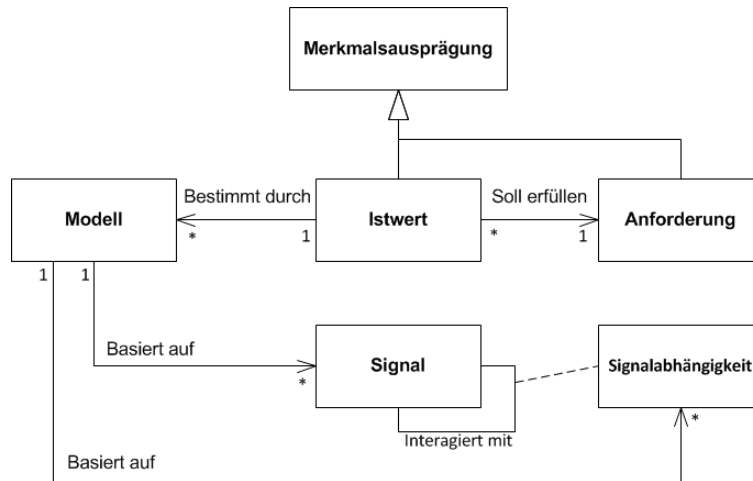 Merkmalsausprägung
Bestimmt durch
Soll erfüllen
Modell
Istwert
Anforderung
*
1
*
1
1
1
Basiert auf
Signal
Signalabhängigkeit
*
*
Interagiert mit
Basiert auf